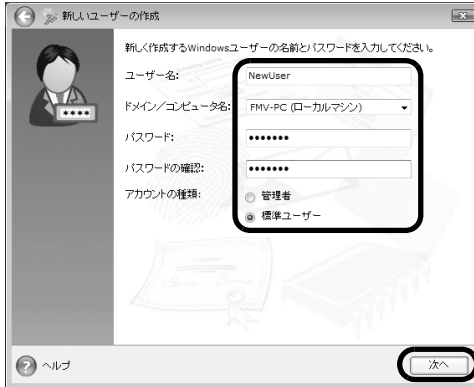 新しいユーザーの作成
新しく作成するWindowsユーザーの名前とパスワードを入力してください。
ユーザー名: NewUser
ドメイン/コンピュータ名: FMV-PC (ローカルマシン)
パスワード: •••••••
パスワードの確認: •••••••
アカウントの種類: 管理者
標準ユーザー
****
? ヘルプ
次へ